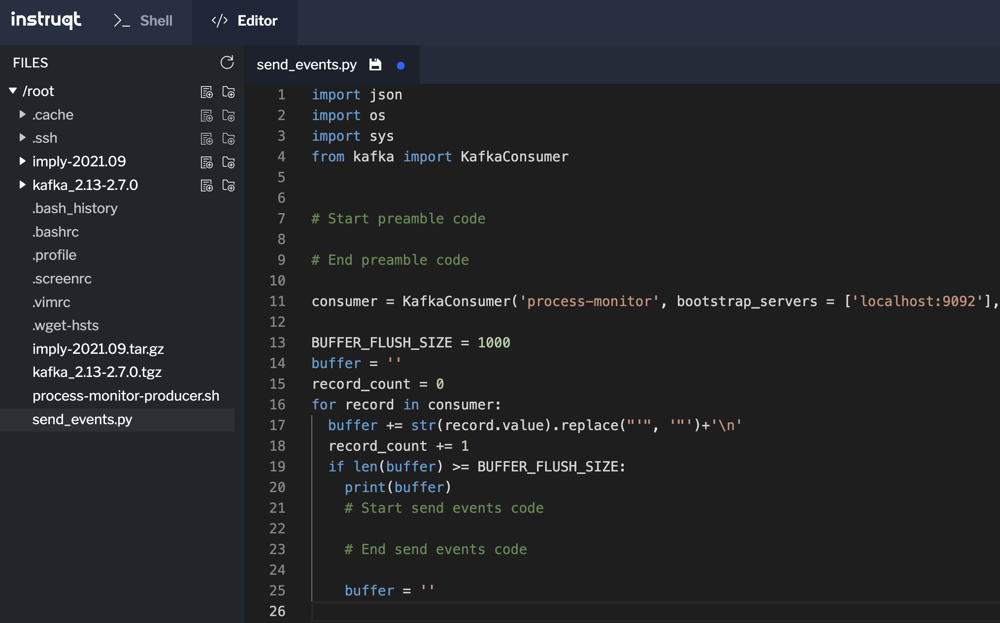 instruqt
>_ Shell
</> Editor
FILES
/root
.cache
.ssh
imply-2021.09
kafka_2.13-2.7.0
.bash_history
.bashrc
.profile
.screenrc
.vimrc
.wget-hsts
imply-2021.09.tar.gz
kafka_2.13-2.7.0.tgz
process-monitor-producer.sh
send_events.py
send_events.py
1 import json
2 import os
3 import sys
4 from kafka import KafkaConsumer
5
6
7 # Start preamble code
8
9 # End preamble code
10
11 consumer = KafkaConsumer('process-monitor', bootstrap_servers = ['localhost:9092'],
12
13 BUFFER_FLUSH_SIZE = 1000
14 buffer = ''
15 record_count = 0
16 for record in consumer:
17   buffer += str(record.value).replace("'", '"')+'\n'
18   record_count += 1
19   if len(buffer) >= BUFFER_FLUSH_SIZE:
20     print(buffer)
21     # Start send events code
22
23     # End send events code
24
25     buffer = ''
26